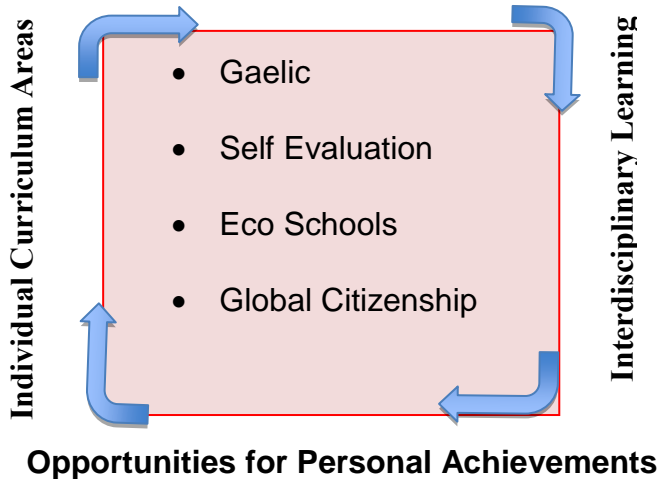 Individual Curriculum Areas
• Gaelic
• Self Evaluation
• Eco Schools
• Global Citizenship
Interdisciplinary Learning
Opportunities for Personal Achievements